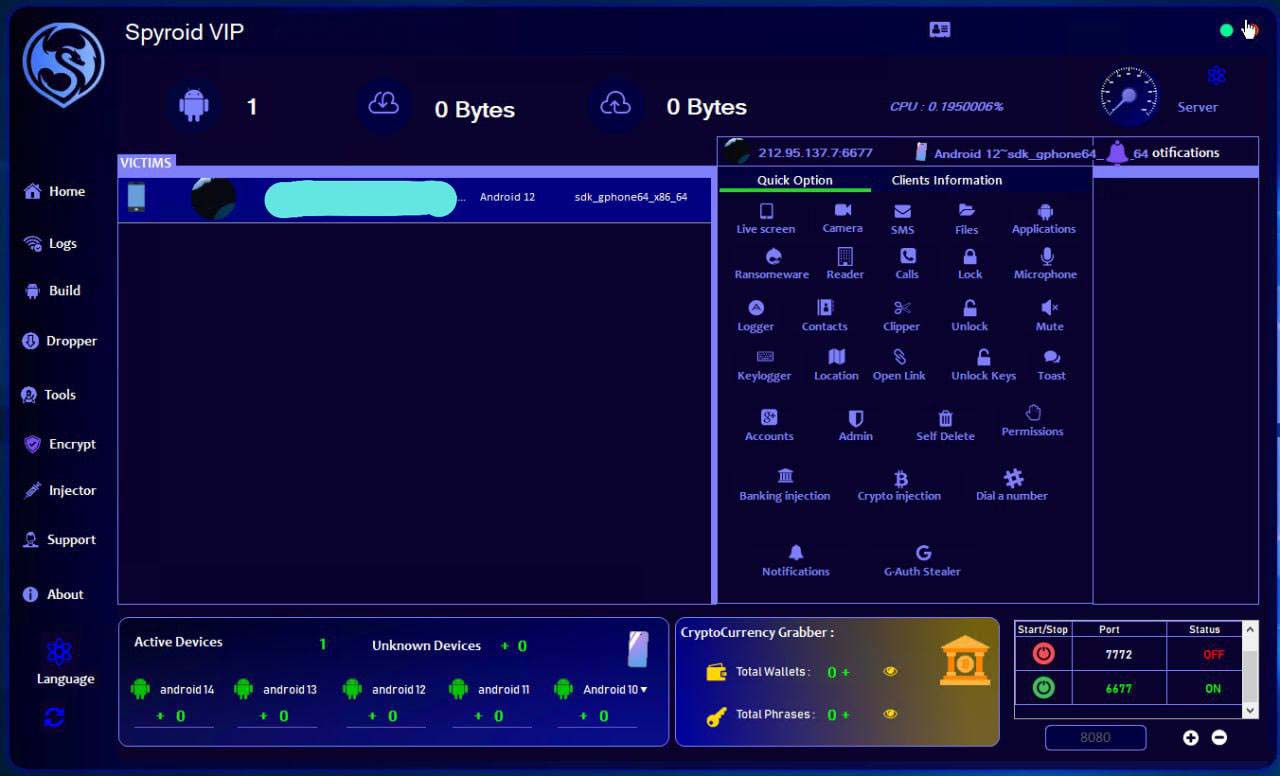 Spyroid VIP
1
0 Bytes
0 Bytes
CPU : 0.1950006%
Server
VICTIMS
212.95.137.7:6677
Android 12~sdk_gphone64_
_64
otifications
Home
Logs
Build
Dropper
Tools
Encrypt
Injector
Support
About
Language
... Android 12 sdk_gphone64_x86_64
Quick Option Clients Information
Live screen Camera SMS Files Applications
Ransomeware Reader Calls Lock Microphone
Logger Contacts Clipper Unlock Mute
Keylogger Location Open Link Unlock Keys Toast
Accounts Admin Self Delete Permissions
Banking injection Crypto injection Dial a number
Notifications G-Auth Stealer
Active Devices 1 Unknown Devices + 0
android 14 android 13 android 12 android 11 Android 10
+ 0 + 0 + 0 + 0 + 0
CryptoCurrency Grabber :
Total Wallets : 0 +
Total Phrases : 0 +
Start/Stop Port Status
7772 OFF
6677 ON
8080